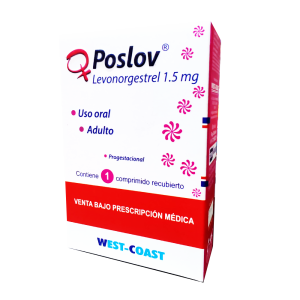 Poslov®
Levonorgestrel 1.5 mg
• Uso oral
• Adulto
• Progestacional
Contiene 1 comprimido recubierto
VENTA BAJO PRESCRIPCIÓN MÉDICA
WEST-COAST